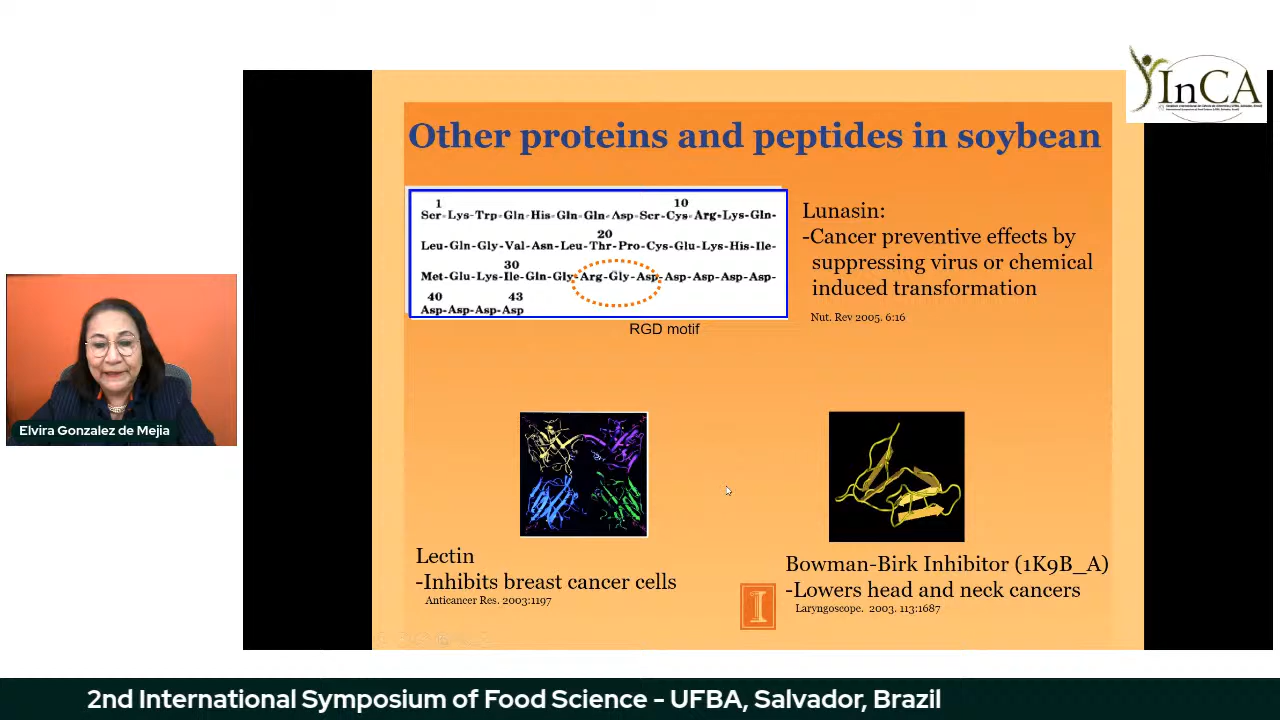 InCA
Other proteins and peptides in soybean
1 10
Ser-Lys-Trp-Gln-His-Gln-Gln-Asp-Ser-Cys-Arg-Lys-Gln-
20
Leu-Gln-Gly-Val-Asn-Leu-Thr-Pro-Cys-Glu-Lys-His-Ile-
30
Met-Glu-Lys-Ile-Gln-Gly-Arg-Gly-Asp-Asp-Asp-Asp-Asp-
40 43
Asp-Asp-Asp-Asp
RGD motif
Lunasin:
-Cancer preventive effects by
suppressing virus or chemical
induced transformation
Nut. Rev 2005. 6:16
Elvira Gonzalez de Mejia
Lectin
-Inhibits breast cancer cells
Anticancer Res. 2003:1197
Bowman-Birk Inhibitor (1K9B_A)
-Lowers head and neck cancers
Laryngoscope. 2003. 113:1687
I
2nd International Symposium of Food Science - UFBA, Salvador, Brazil